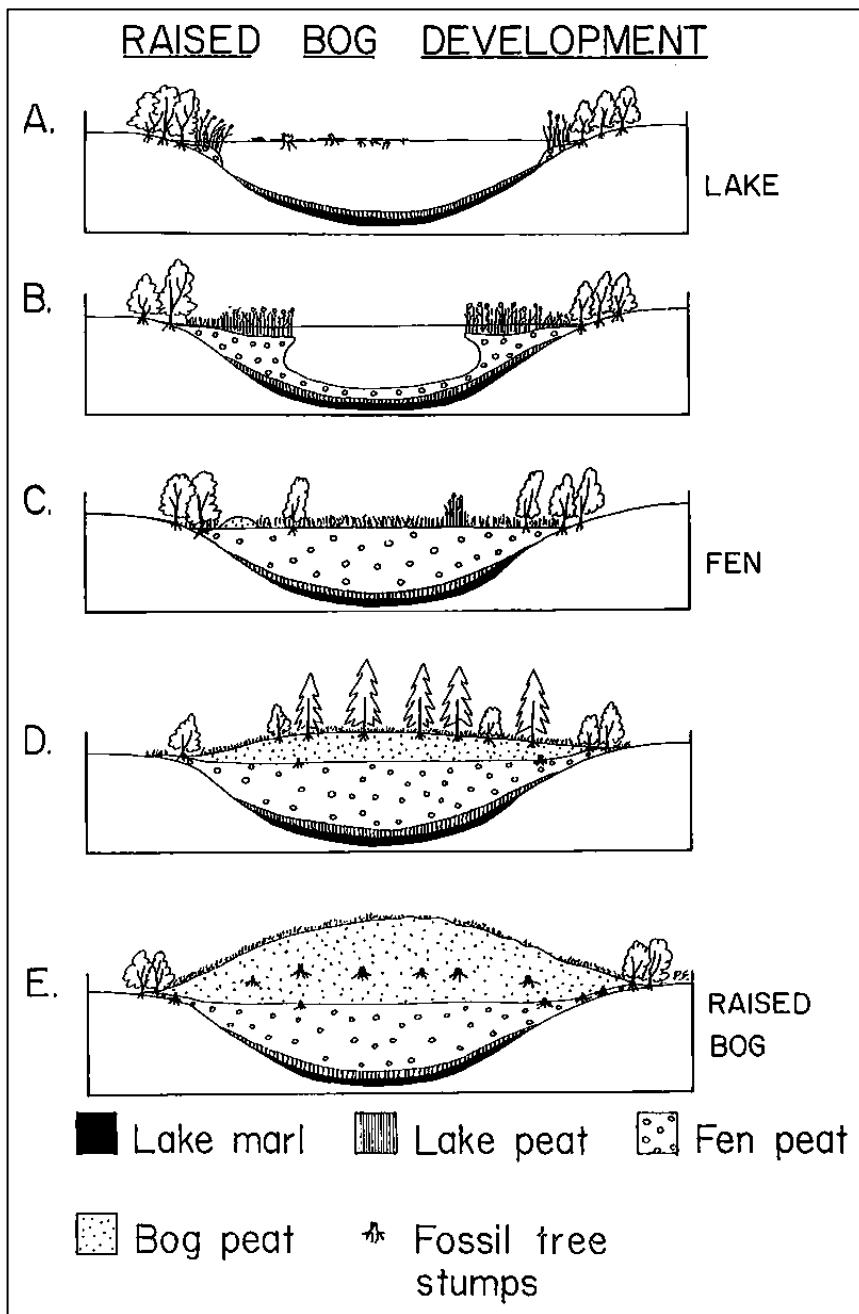 RAISED BOG DEVELOPMENT
A.
LAKE
B.
C.
FEN
D.
E.
P.F.
RAISED
BOG
Lake marl
Lake peat
Fen peat
Bog peat
Fossil tree
stumps